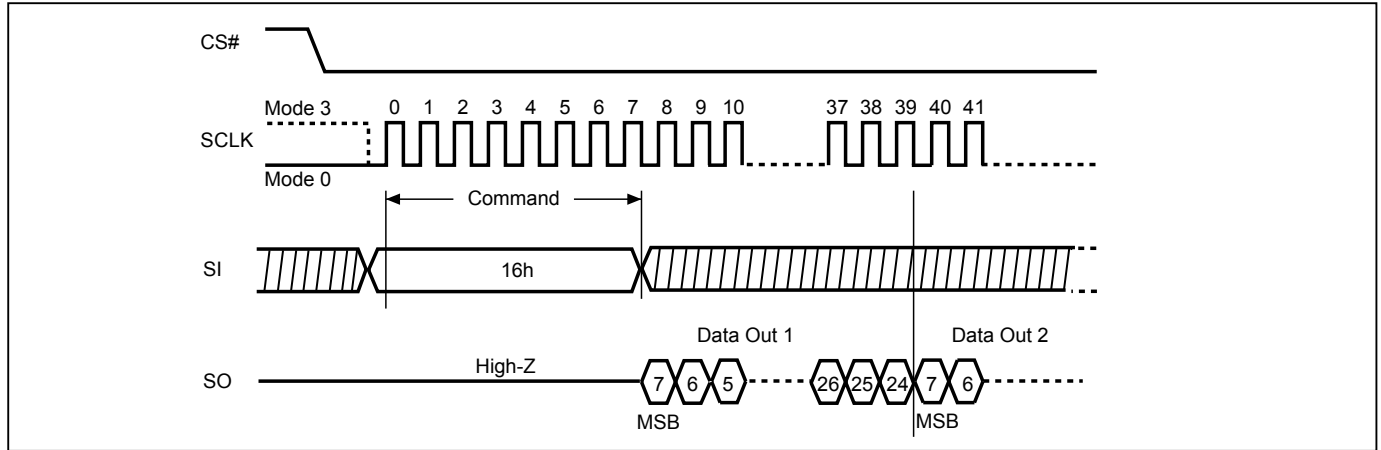 CS#
Mode 3
0 1 2 3 4 5 6 7 8 9 10 37 38 39 40 41
SCLK
Mode 0
Command
SI
16h
Data Out 1 Data Out 2
High-Z
SO
7 6 5 26 25 24 7 6
MSB MSB